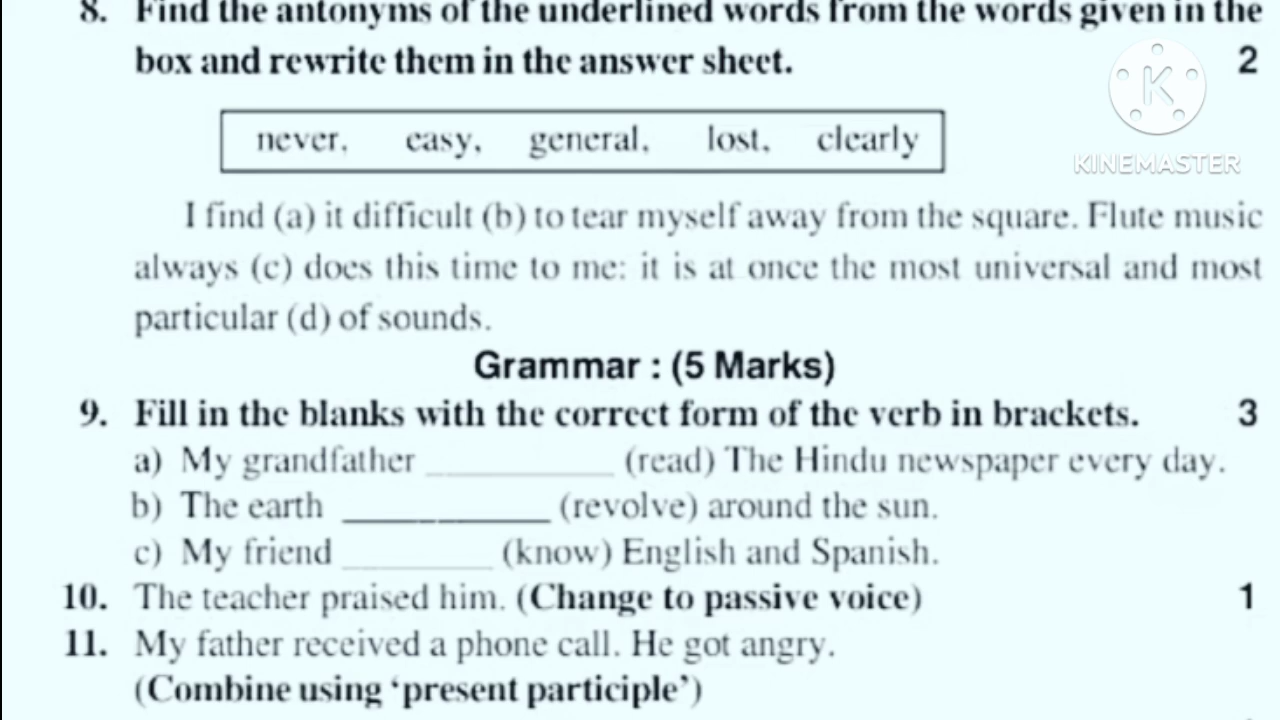 8. Find the antonyms of the underlined words from the words given in the
box and rewrite them in the answer sheet. 2
K
KINEMASTER
never, easy, general, lost, clearly
I find (a) it difficult (b) to tear myself away from the square. Flute music
always (c) does this time to me: it is at once the most universal and most
particular (d) of sounds.
Grammar : (5 Marks)
9. Fill in the blanks with the correct form of the verb in brackets. 3
a) My grandfather __________ (read) The Hindu newspaper every day.
b) The earth __________ (revolve) around the sun.
c) My friend ________ (know) English and Spanish.
10. The teacher praised him. (Change to passive voice) 1
11. My father received a phone call. He got angry.
(Combine using ‘present participle’)